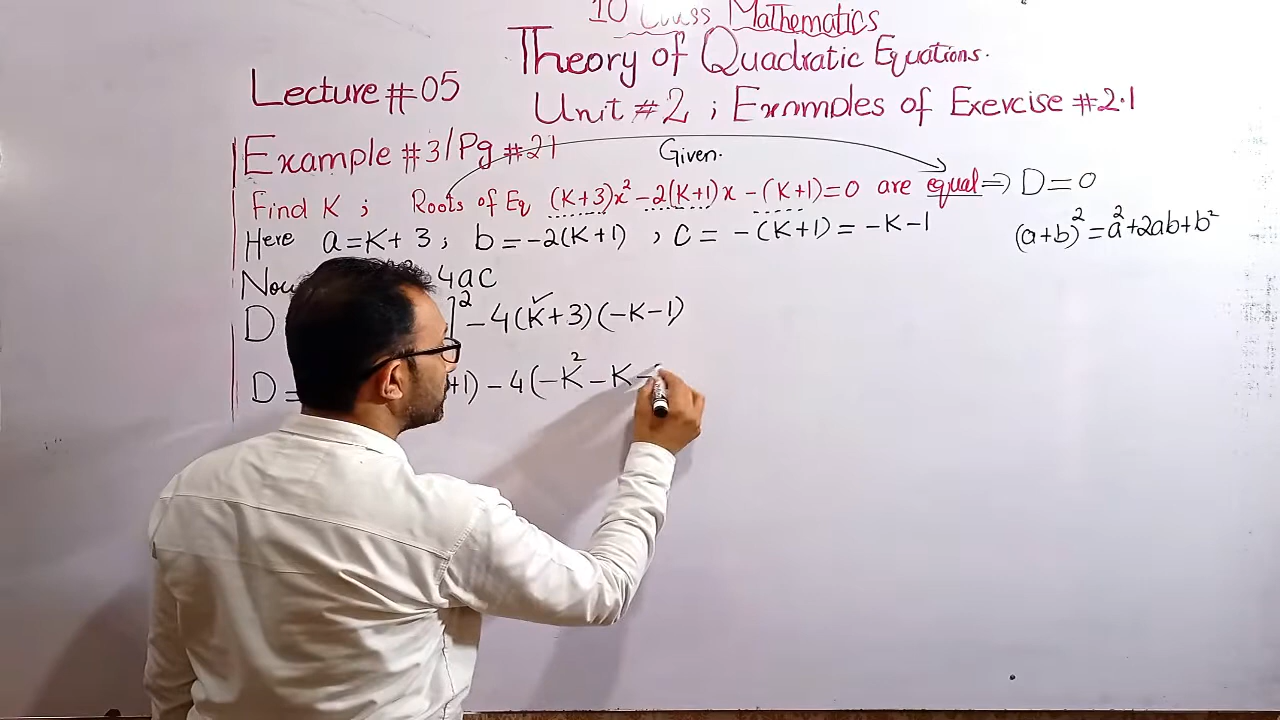 10 Class Mathematics
Theory of Quadratic Equations.
Lecture #05
Unit #2 ; Examples of Exercise #2.1
Example #3/Pg #21
Given.
Find K ; Roots of Eq (K+3)x² -2(K+1)x -(K+1)=0 are equal ⇒ D=0
Here a=K+3 ; b=-2(K+1) ; c= -(K+1) = -K-1
(a+b)² = a²+2ab+b²
4ac
D ]² -4(K+3)(-K-1)
D = +1) -4(-K² -K -